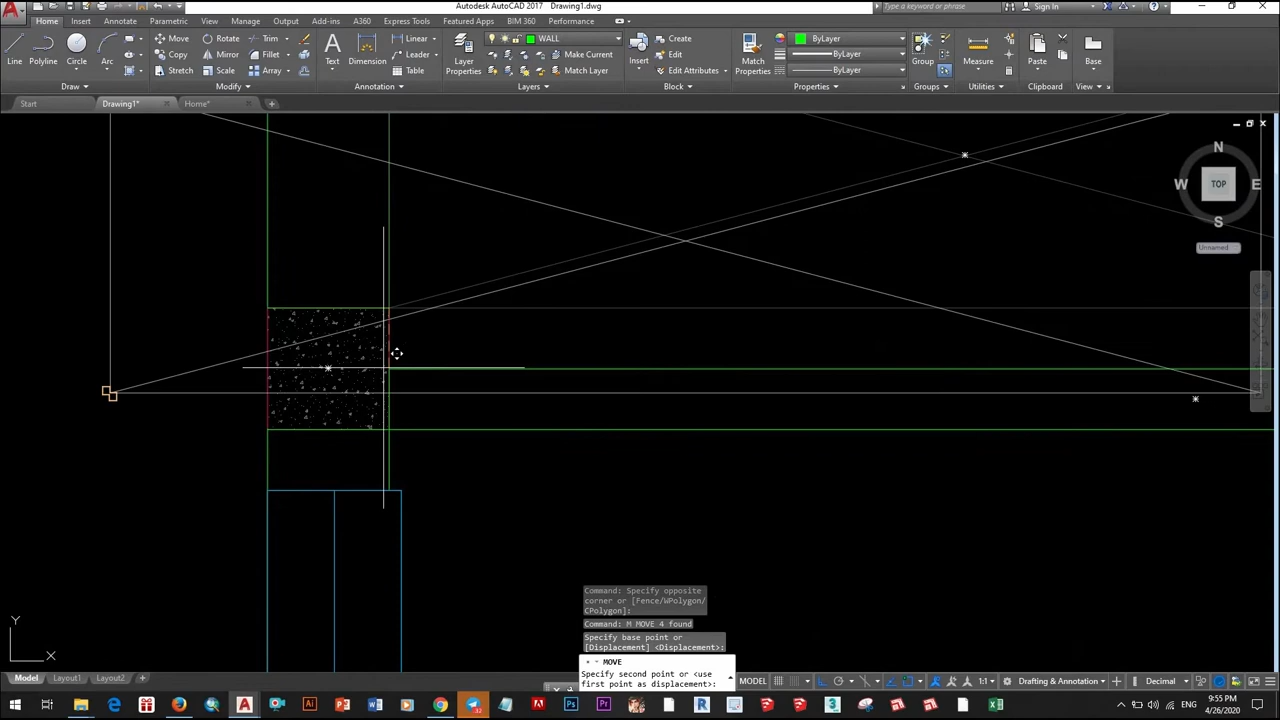 Autodesk AutoCAD 2017 Drawing1.dwg
Type a keyword or phrase
Sign In
Home Insert Annotate Parametric View Manage Output Add-ins A360 Express Tools Featured Apps BIM 360 Performance
Line
Polyline
Circle
Arc
Move
Copy
Stretch
Rotate
Mirror
Scale
Trim
Fillet
Array
Text
Dimension
Linear
Leader
Table
Layer
Properties
WALL
Make Current
Match Layer
Insert
Create
Edit
Edit Attributes
Match
Properties
ByLayer
ByLayer
ByLayer
Group
Measure
Paste
Base
Draw
Modify
Annotation
Layers
Block
Properties
Groups
Utilities
Clipboard
View
Start
Drawing1*
Home*
N
W TOP E
S
Unnamed
Command: Specify opposite
corner or [Fence/WPolygon/
CPolygon]:
Command: M MOVE 4 found
Specify base point or
[Displacement] <Displacement>:
MOVE
Specify second point or <use
first point as displacement>:
Y
X
Model Layout1 Layout2 +
MODEL
1:1
Drafting & Annotation
Decimal
ENG
9:55 PM
4/26/2020